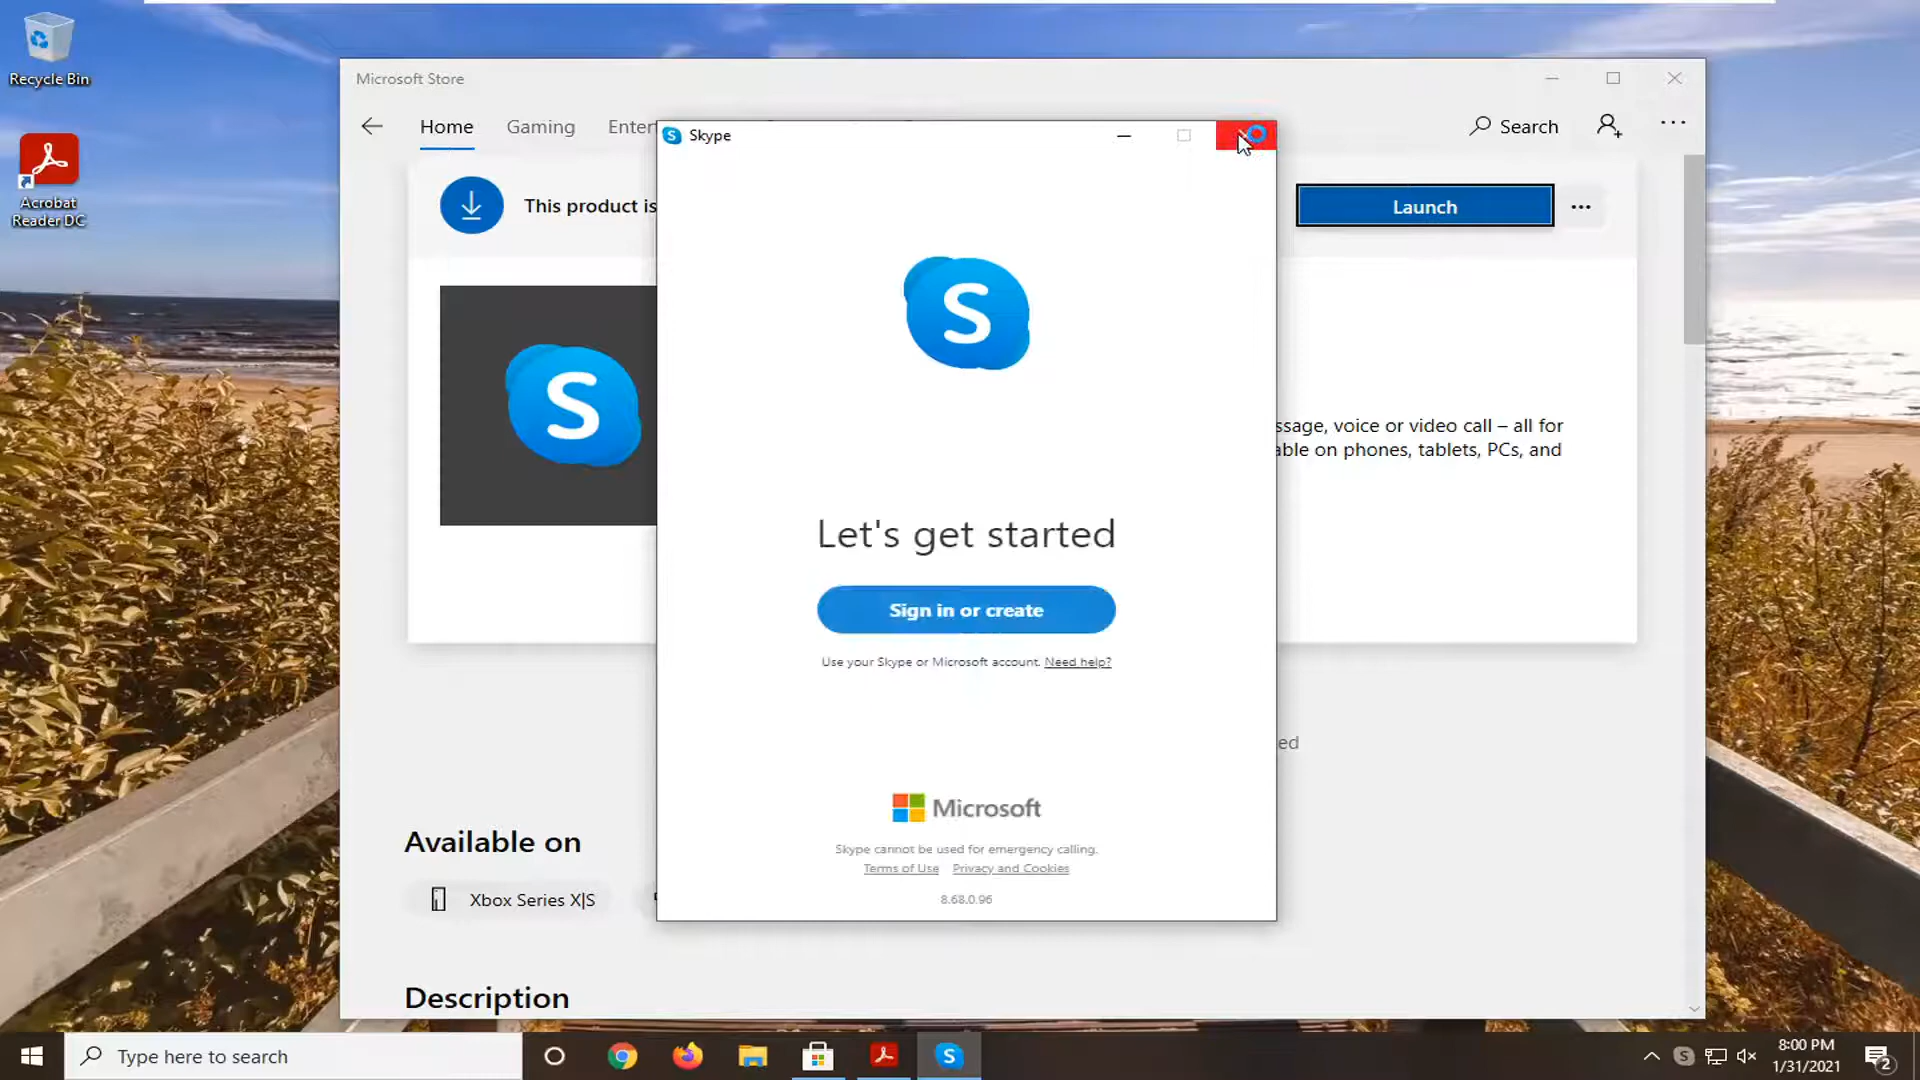 Recycle Bin
Acrobat
Reader DC
Microsoft Store
Home
Gaming
Enter
Search
This product is
Launch
Skype
Let's get started
Sign in or create
Use your Skype or Microsoft account. Need help?
Microsoft
Skype cannot be used for emergency calling.
Terms of Use
Privacy and Cookies
8.68.0.96
ssage, voice or video call – all for
able on phones, tablets, PCs, and
ed
Available on
Xbox Series X|S
Description
Type here to search
8:00 PM
1/31/2021
2